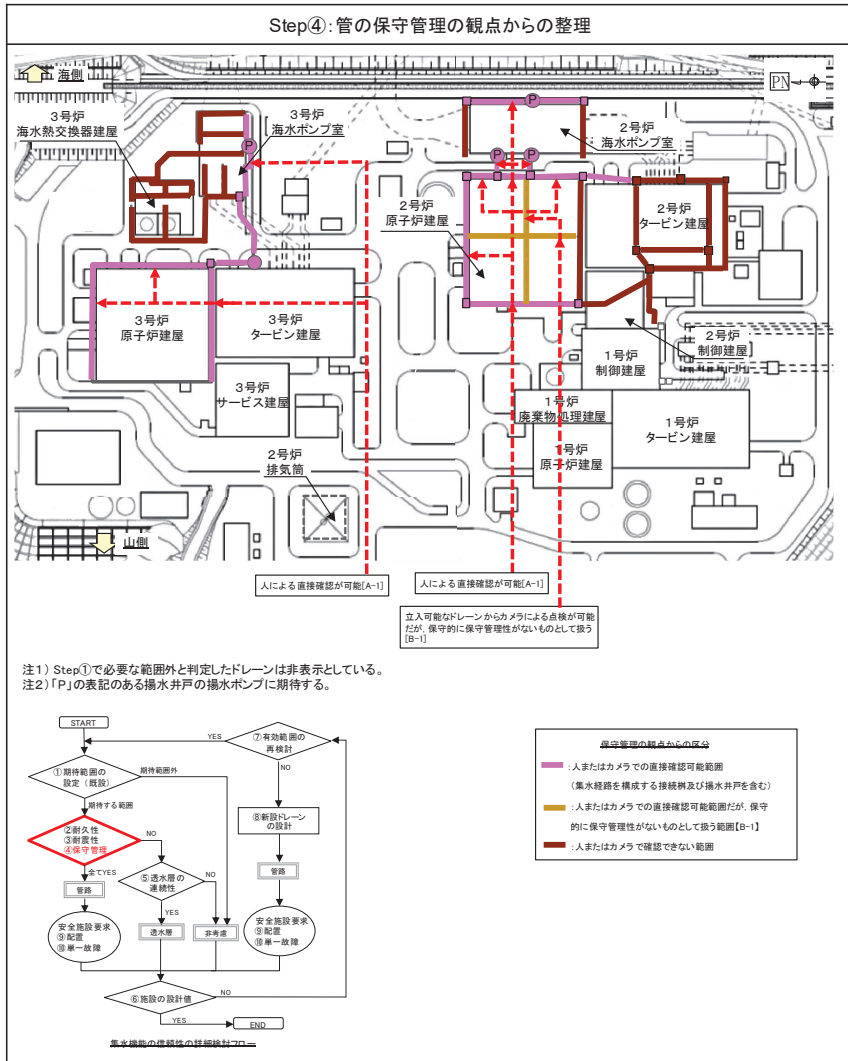 Step④:管の保守管理の観点からの整理
海側
PN
3号炉
海水熱交換器建屋
3号炉
海水ポンプ室
2号炉
海水ポンプ室
P
P
P
P
2号炉
原子炉建屋
2号炉
タービン建屋
3号炉
原子炉建屋
3号炉
タービン建屋
2号炉
制御建屋
1号炉
制御建屋
3号炉
サービス建屋
1号炉
廃棄物処理建屋
1号炉
タービン建屋
1号炉
原子炉建屋
2号炉
排気筒
山側
人による直接確認が可能[A-1]
人による直接確認が可能[A-1]
立入可能なドレーンからカメラによる点検が可能
だが,保守的に保守管理性がないものとして扱う
[B-1]
注1) Step①で必要な範囲外と判定したドレーンは非表示としている。
注2)「P」の表記のある揚水井戸の揚水ポンプに期待する。
START
YES
⑦有効範囲の
再検討
①期待範囲の
設定(既設)
期待範囲外
NO
期待する範囲
⑧新設ドレーン
の設計
②耐久性
③耐震性
④保守管理
NO
全てYES
⑤透水層の
連続性
NO
管路
管路
YES
安全施設要求
⑨配置
⑩単一故障
透水層
非考慮
安全施設要求
⑨配置
⑩単一故障
⑥施設の設計値
NO
YES
END
集水機能の信頼性の詳細検討フロー
保守管理の観点からの区分
:人またはカメラでの直接確認可能範囲
(集水経路を構成する接続桝及び揚水井戸を含む)
:人またはカメラでの直接確認可能範囲だが,保守
的に保守管理性がないものとして扱う範囲【B-1】
:人またはカメラで確認できない範囲